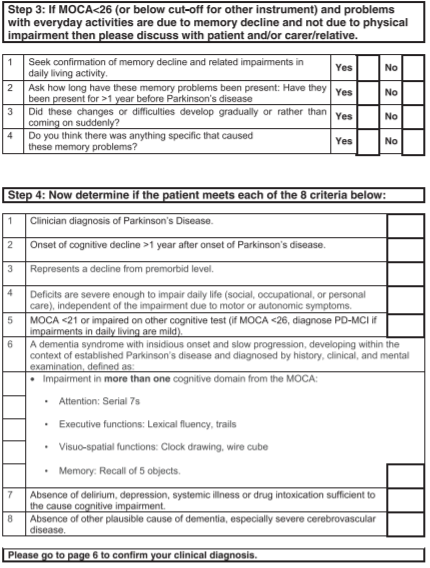 Step 3: If MOCA<26 (or below cut-off for other instrument) and problems
with everyday activities are due to memory decline and not due to physical
impairment then please discuss with patient and/or carer/relative.
1 Seek confirmation of memory decline and related impairments in
daily living activity. Yes No
2 Ask how long have these memory problems been present: Have they
been present for >1 year before Parkinson's disease Yes No
3 Did these changes or difficulties develop gradually or rather than
coming on suddenly? Yes No
4 Do you think there was anything specific that caused
these memory problems? Yes No
Step 4: Now determine if the patient meets each of the 8 criteria below:
1 Clinician diagnosis of Parkinson's Disease.
2 Onset of cognitive decline >1 year after onset of Parkinson's disease.
3 Represents a decline from premorbid level.
4 Deficits are severe enough to impair daily life (social, occupational, or personal
care), independent of the impairment due to motor or autonomic symptoms.
5 MOCA <21 or impaired on other cognitive test (if MOCA <26, diagnose PD-MCI if
impairments in daily living are mild).
6 A dementia syndrome with insidious onset and slow progression, developing within the
context of established Parkinson's disease and diagnosed by history, clinical, and mental
examination, defined as:
• Impairment in more than one cognitive domain from the MOCA:
• Attention: Serial 7s
• Executive functions: Lexical fluency, trails
• Visuo-spatial functions: Clock drawing, wire cube
• Memory: Recall of 5 objects.
7 Absence of delirium, depression, systemic illness or drug intoxication sufficient to
the cause cognitive impairment.
8 Absence of other plausible cause of dementia, especially severe cerebrovascular
disease.
Please go to page 6 to confirm your clinical diagnosis.